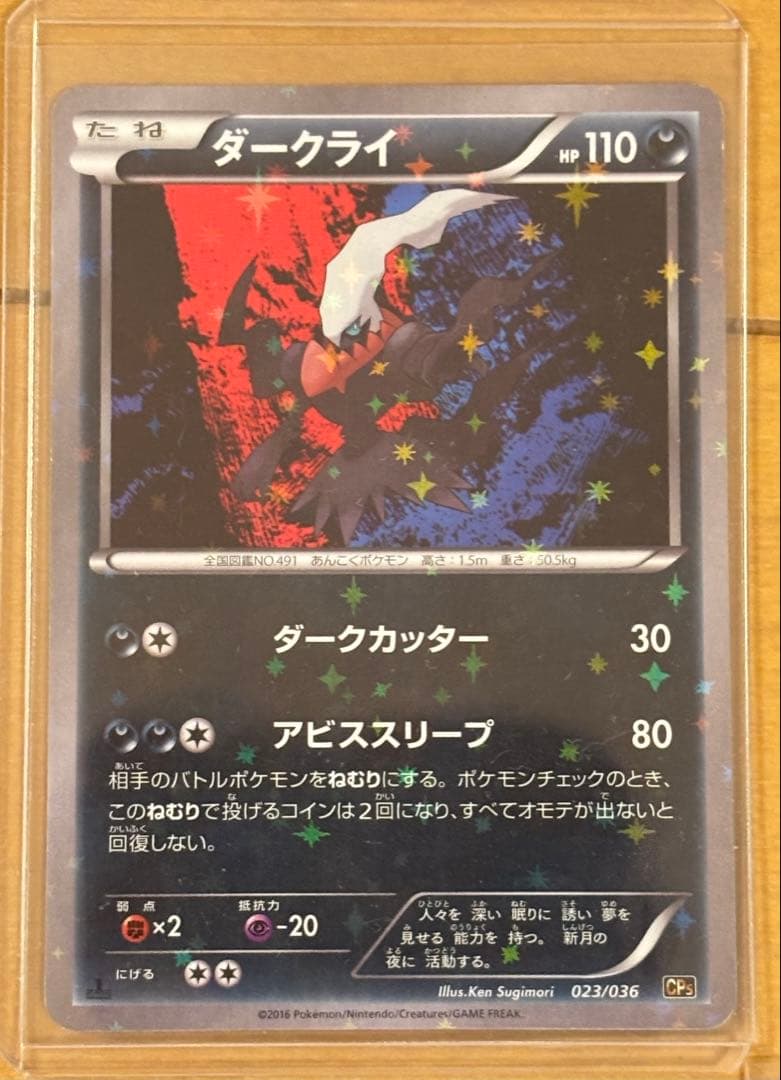 たね ダークライ HP 110
全国図鑑NO.491 あんこくポケモン 高さ：1.5m 重さ：50.5kg
ダークカッター 30
アビススリープ 80
相手のバトルポケモンをねむりにする。ポケモンチェックのとき、
このねむりで投げるコインは2回になり、すべてオモテが出ないと
回復しない。
弱点 抵抗力
×2 -20
にげる
人々を 深い 眠りに 誘い 夢を
見せる 能力を 持つ。 新月の
夜に 活動する。
Illus.Ken Sugimori 023/036 CPs
©2016 Pokémon/Nintendo/Creatures/GAME FREAK.